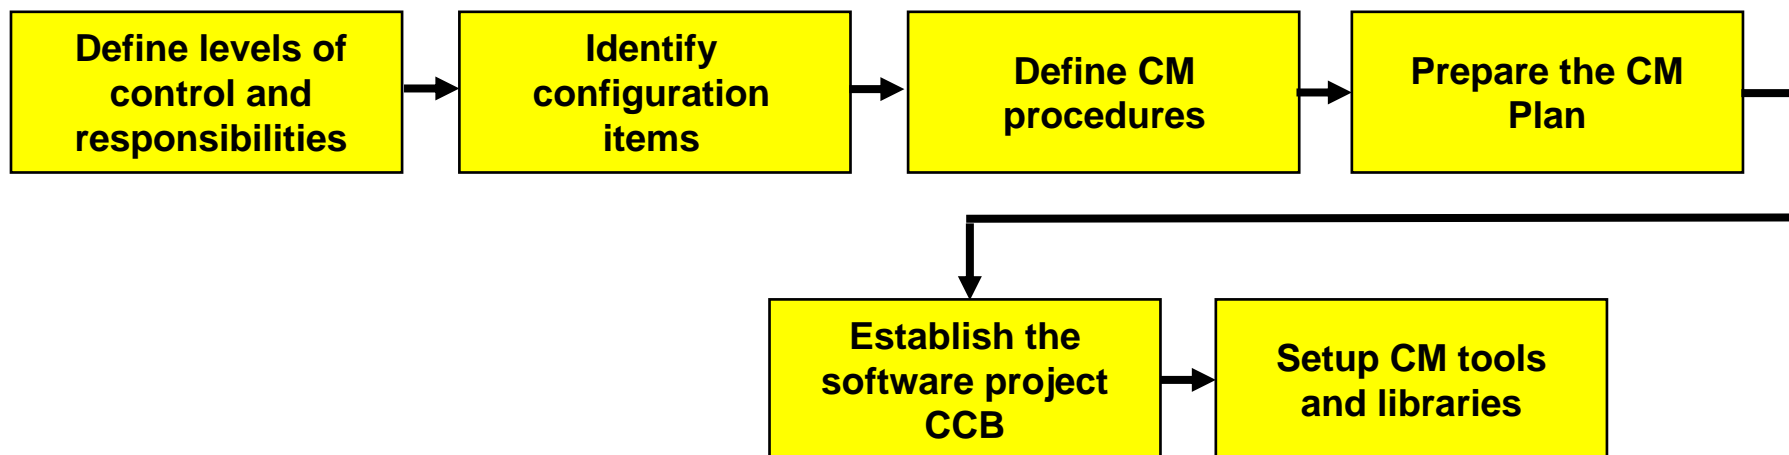 Define levels of
control and
responsibilities
Identify
configuration
items
Define CM
procedures
Prepare the CM
Plan
Establish the
software project
CCB
Setup CM tools
and libraries